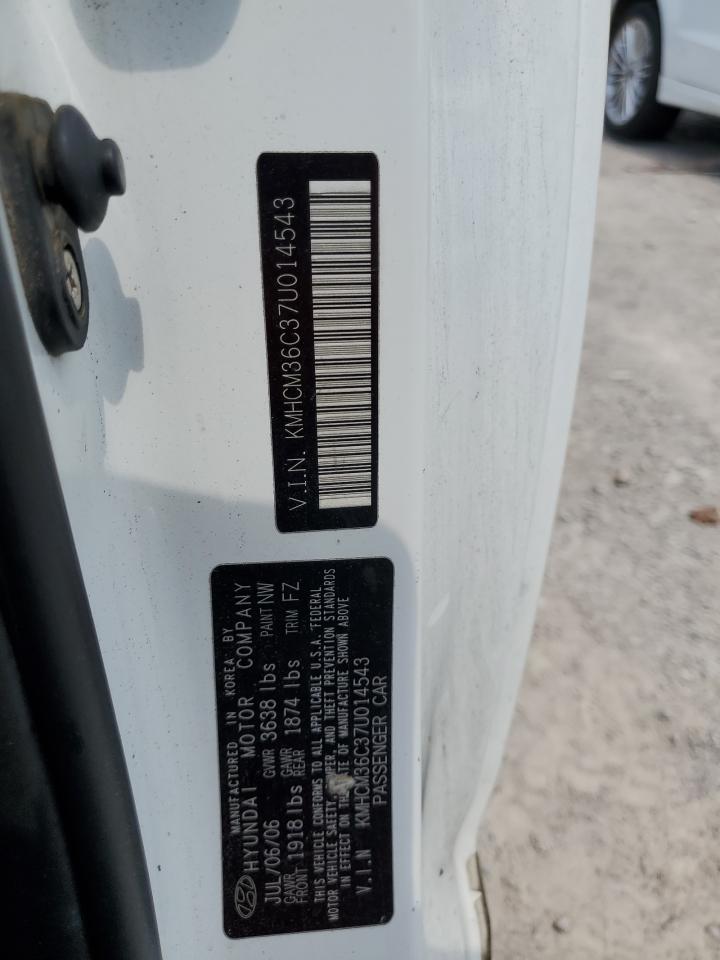 V.I.N. KMHCM36C37U014543
MANUFACTURED IN KOREA BY
HYUNDAI MOTOR COMPANY
JUL/06/06 GVWR 3638 lbs PAINT NW
GAWR FRONT 1918 lbs GAWR REAR 1874 lbs TRIM FZ
THIS VEHICLE CONFORMS TO ALL APPLICABLE U.S.A. FEDERAL
MOTOR VEHICLE SAFETY, AND THEFT PREVENTION STANDARDS
IN EFFECT ON THE OF MANUFACTURE SHOWN ABOVE
V.I.N KMHCM36C37U014543
PASSENGER CAR